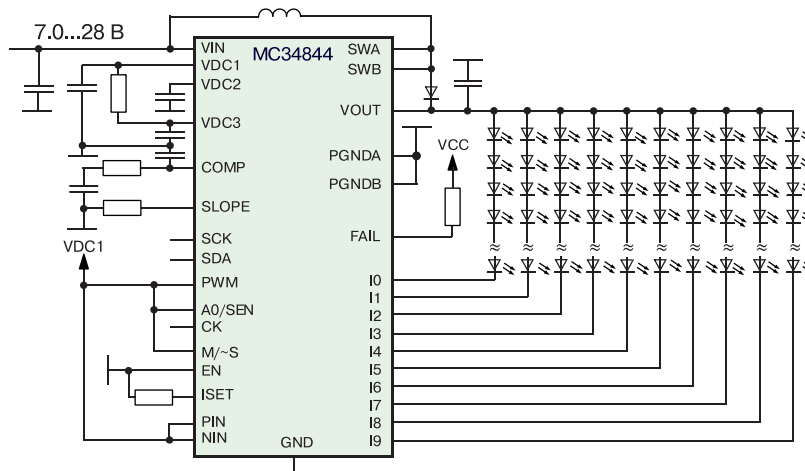 7.0...28 В
MC34844
VIN
VDC1
VDC2
VDC3
COMP
SLOPE
VDC1
SCK
SDA
PWM
A0/SEN
CK
M/~S
EN
ISET
PIN
NIN
GND
SWA
SWB
VOUT
PGNDA
PGNDB
VCC
FAIL
I0
I1
I2
I3
I4
I5
I6
I7
I8
I9